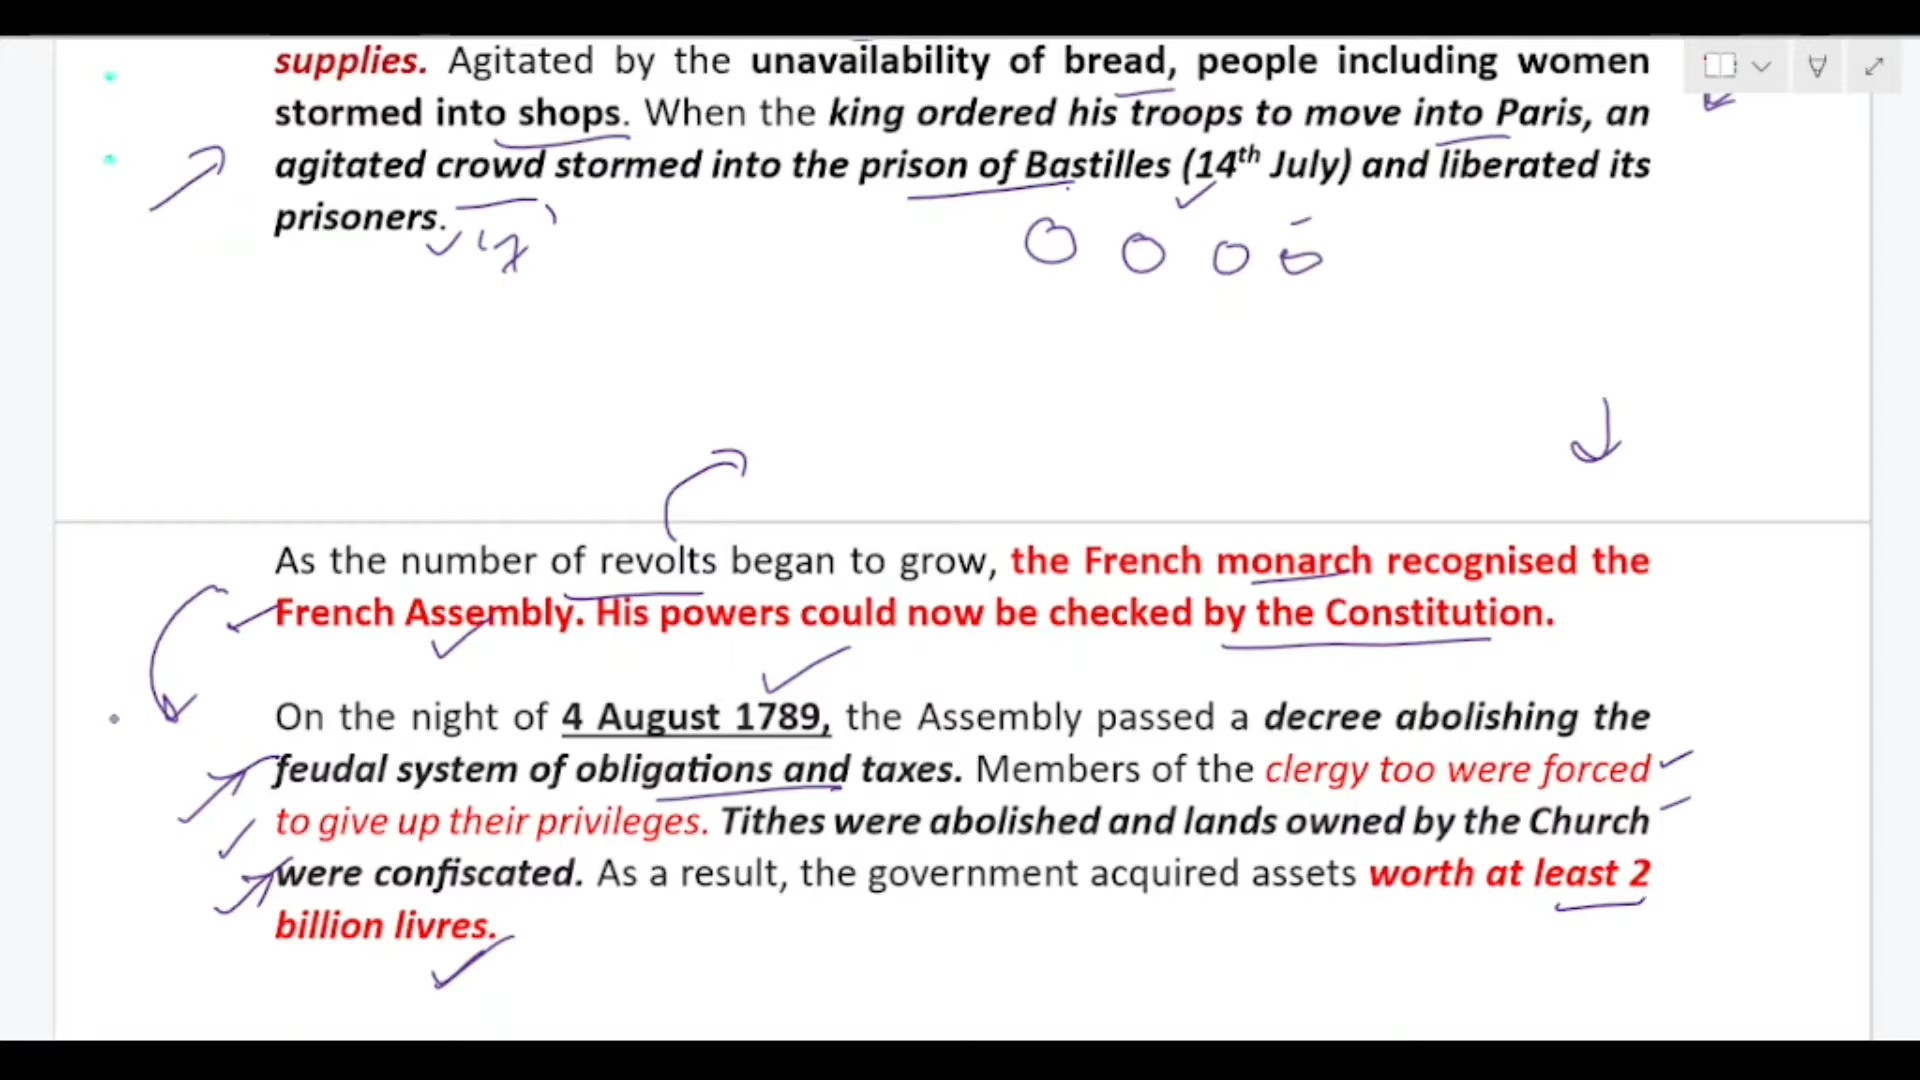 supplies. Agitated by the unavailability of bread, people including women
stormed into shops. When the king ordered his troops to move into Paris, an
agitated crowd stormed into the prison of Bastilles (14th July) and liberated its
prisoners.
As the number of revolts began to grow, the French monarch recognised the
French Assembly. His powers could now be checked by the Constitution.
On the night of 4 August 1789, the Assembly passed a decree abolishing the
feudal system of obligations and taxes. Members of the clergy too were forced
to give up their privileges. Tithes were abolished and lands owned by the Church
were confiscated. As a result, the government acquired assets worth at least 2
billion livres.